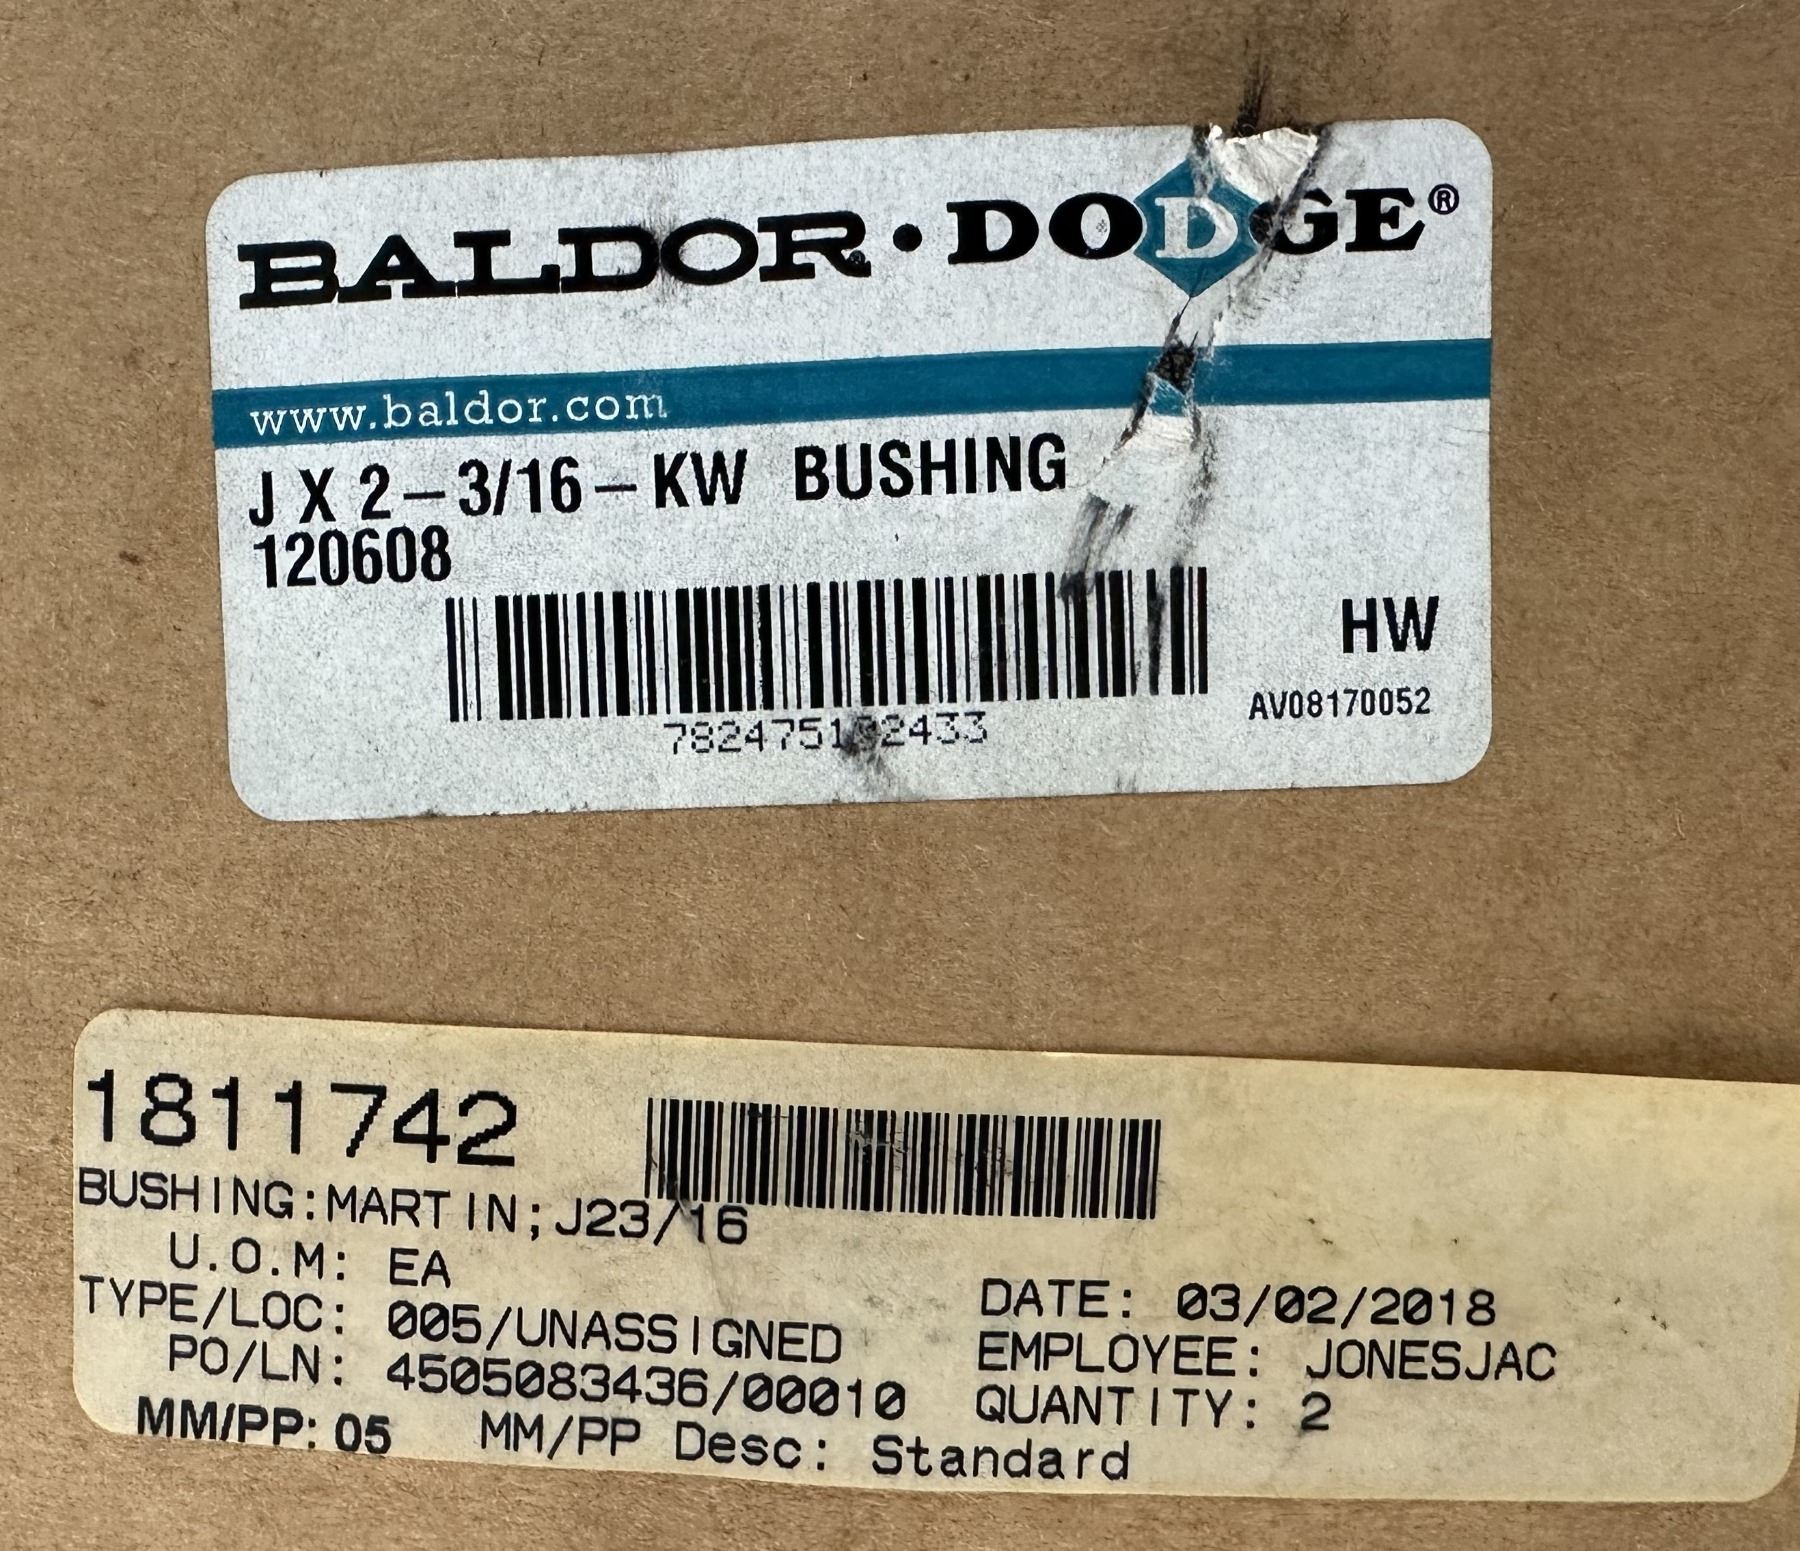 BALDOR · DODGE®
www.baldor.com
J X 2-3/16-KW BUSHING
120608
HW
AV08170052
1811742
BUSHING:MARTIN;J23/16
U.O.M: EA
TYPE/LOC: 005/UNASSIGNED
PO/LN: 4505083436/00010
MM/PP: 05 MM/PP Desc: Standard
DATE: 03/02/2018
EMPLOYEE: JONESJAC
QUANTITY: 2